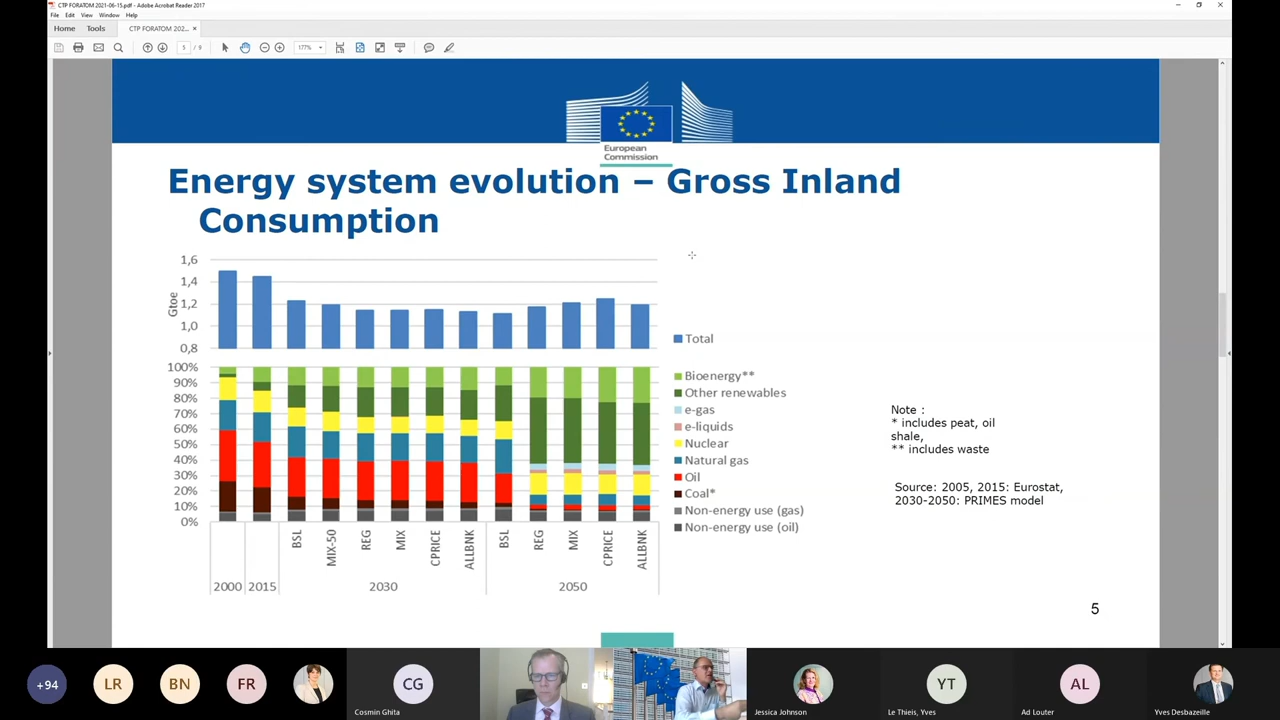 CTP FORATOM 2021-06-15.pdf - Adobe Acrobat Reader 2017
File Edit View Window Help
Home Tools CTP FORATOM 202... ×
5 / 9 177%
European
Commission
Energy system evolution – Gross Inland
Consumption
1,6
1,4
1,2
1,0
0,8
Gtoe
Total
100%
90%
80%
70%
60%
50%
40%
30%
20%
10%
0%
Bioenergy**
Other renewables
e-gas
e-liquids
Nuclear
Natural gas
Oil
Coal*
Non-energy use (gas)
Non-energy use (oil)
Note :
* includes peat, oil
shale,
** includes waste
Source: 2005, 2015: Eurostat,
2030-2050: PRIMES model
BSL MIX-50 REG MIX CPRICE ALLBNK BSL REG MIX CPRICE ALLBNK
2000 2015 2030 2050
5
+94 LR BN FR CG YT AL
Cosmin Ghita Jessica Johnson Le Thieis, Yves Ad Louter Yves Desbazeille